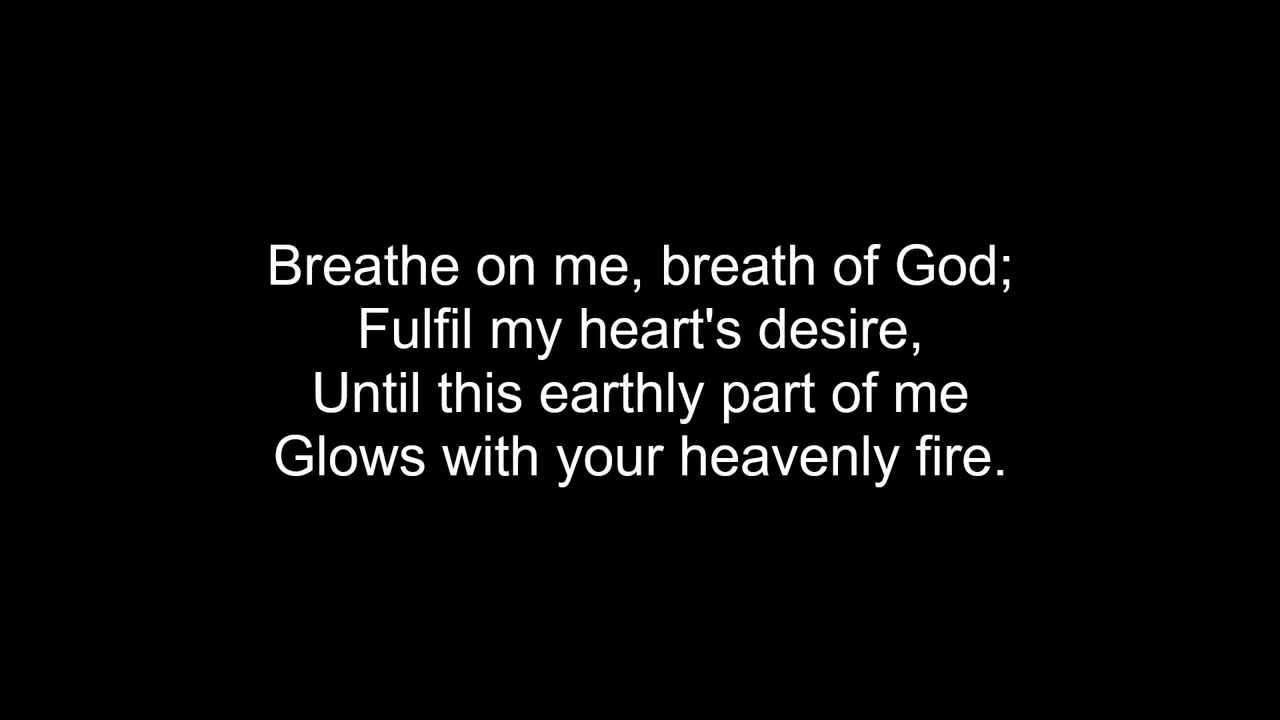 Breathe on me, breath of God;
Fulfil my heart's desire,
Until this earthly part of me
Glows with your heavenly fire.